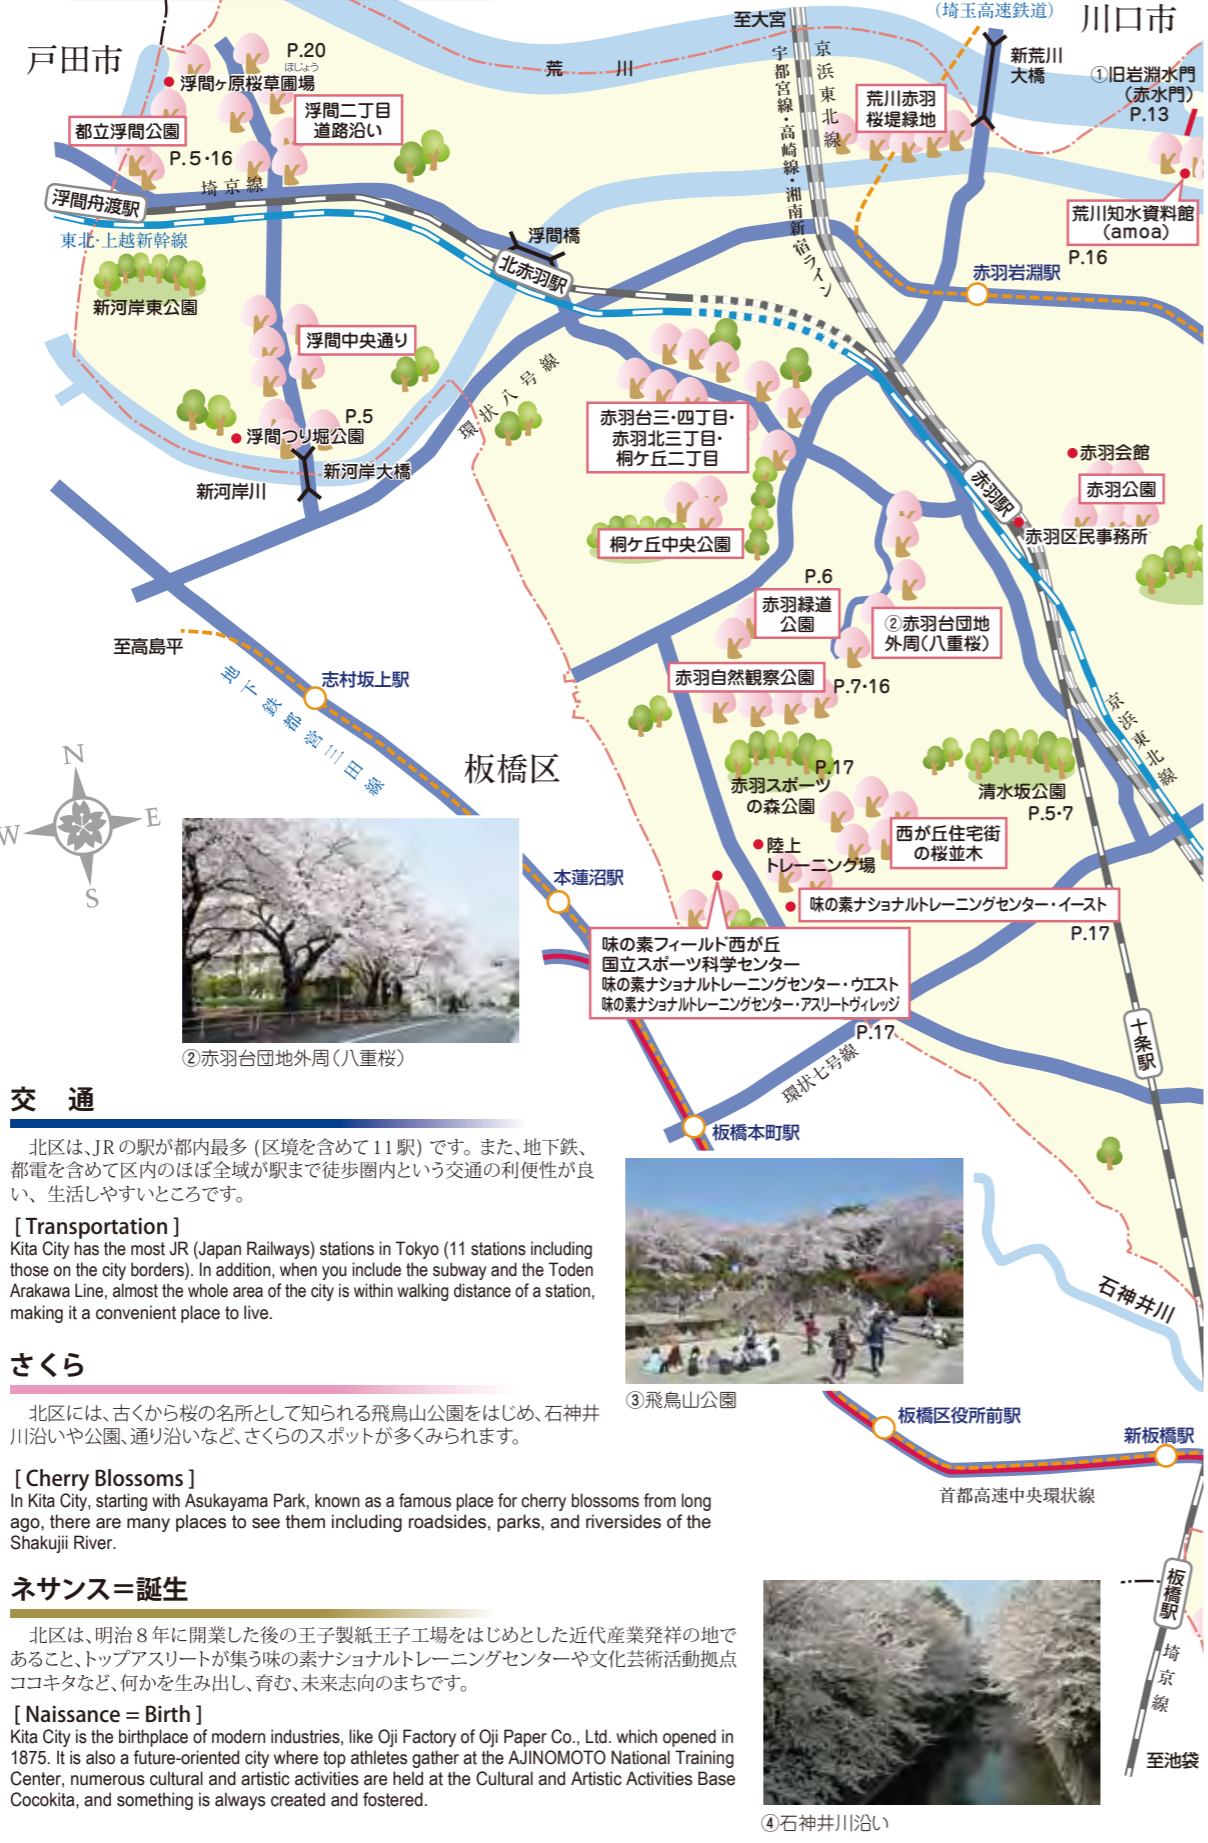 戸田市
P.20
ほじょう
浮間ヶ原桜草圃場
都立浮間公園
P.5・16
浮間二丁目
道路沿い
埼京線
浮間舟渡駅
東北・上越新幹線
新河岸東公園
浮間中央通り
P.5
浮間つり堀公園
新河岸大橋
新河岸川
浮間橋
北赤羽駅
環状八号線
荒川
至大宮
京浜東北線
宇都宮線・高崎線・湘南新宿ライン
(埼玉高速鉄道)
川口市
新荒川
大橋
①旧岩淵水門
(赤水門)
P.13
荒川赤羽
桜堤緑地
荒川知水資料館
(amoa)
P.16
赤羽岩淵駅
赤羽台三・四丁目・
赤羽北三丁目・
桐ケ丘二丁目
桐ケ丘中央公園
赤羽駅
赤羽会館
赤羽公園
赤羽区民事務所
P.6
赤羽緑道
公園
②赤羽台団地
外周(八重桜)
赤羽自然観察公園
P.7・16
京浜東北線
P.17
赤羽スポーツ
の森公園
清水坂公園
P.5・7
西が丘住宅街
の桜並木
陸上
トレーニング場
味の素ナショナルトレーニングセンター・イースト
P.17
味の素フィールド西が丘
国立スポーツ科学センター
味の素ナショナルトレーニングセンター・ウエスト
味の素ナショナルトレーニングセンター・アスリートヴィレッジ
P.17
至高島平
志村坂上駅
地下鉄都営三田線
板橋区
本蓮沼駅
環状七号線
板橋本町駅
十条駅
石神井川
N
W
E
S
②赤羽台団地外周(八重桜)
交 通
北区は、JRの駅が都内最多(区境を含めて11駅)です。また、地下鉄、
都電を含めて区内のほぼ全域が駅まで徒歩圏内という交通の利便性が良
い、生活しやすいところです。
[ Transportation ]
Kita City has the most JR (Japan Railways) stations in Tokyo (11 stations including
those on the city borders). In addition, when you include the subway and the Toden
Arakawa Line, almost the whole area of the city is within walking distance of a station,
making it a convenient place to live.
③飛鳥山公園
さくら
北区には、古くから桜の名所として知られる飛鳥山公園をはじめ、石神井
川沿いや公園、通り沿いなど、さくらのスポットが多くみられます。
[ Cherry Blossoms ]
In Kita City, starting with Asukayama Park, known as a famous place for cherry blossoms from long
ago, there are many places to see them including roadsides, parks, and riversides of the
Shakujii River.
板橋区役所前駅
新板橋駅
首都高速中央環状線
板橋駅
埼京線
至池袋
ネサンス＝誕生
北区は、明治8年に開業した後の王子製紙王子工場をはじめとした近代産業発祥の地で
あること、トップアスリートが集う味の素ナショナルトレーニングセンターや文化芸術活動拠点
ココキタなど、何かを生み出し、育む、未来志向のまちです。
[ Naissance = Birth ]
Kita City is the birthplace of modern industries, like Oji Factory of Oji Paper Co., Ltd. which opened in
1875. It is also a future-oriented city where top athletes gather at the AJINOMOTO National Training
Center, numerous cultural and artistic activities are held at the Cultural and Artistic Activities Base
Cocokita, and something is always created and fostered.
④石神井川沿い